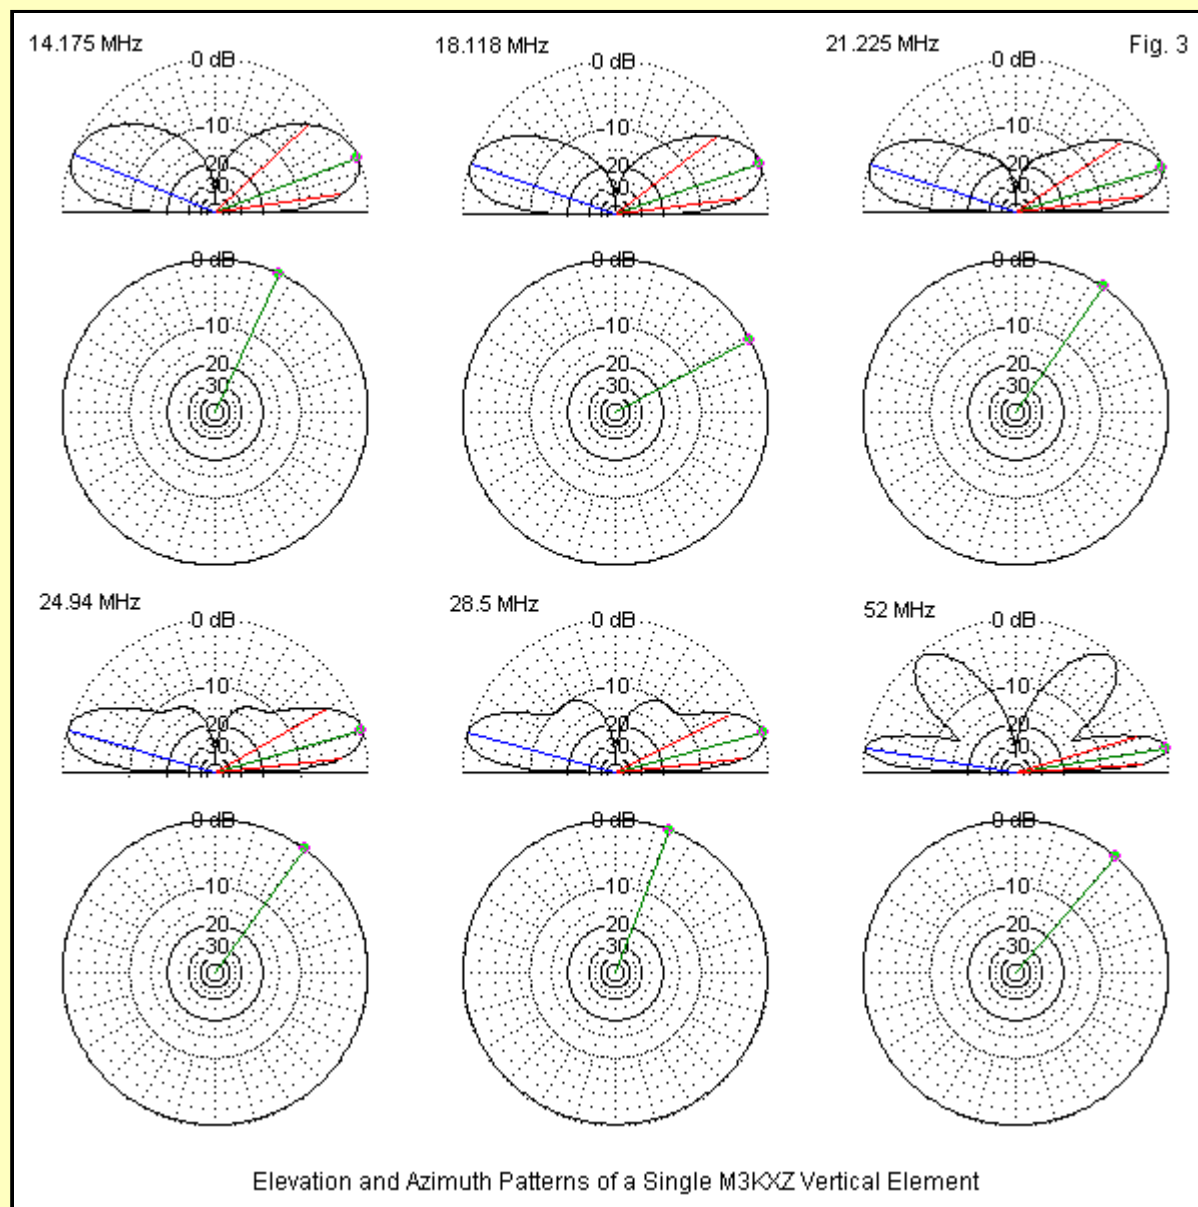 14.175 MHz
18.118 MHz
21.225 MHz
Fig. 3
0 dB
-10
20
30
0 dB
-10
20
30
0 dB
-10
20
30
0 dB
-10
20
30
0 dB
-10
20
30
0 dB
-10
20
-30
24.94 MHz
28.5 MHz
52 MHz
0 dB
-10
20
30
0 dB
-10
20
30
0 dB
-10
20
30
0 dB
-10
20
-30
0 dB
-10
20
-30
0 dB
-10
20
-30
Elevation and Azimuth Patterns of a Single M3KXZ Vertical Element